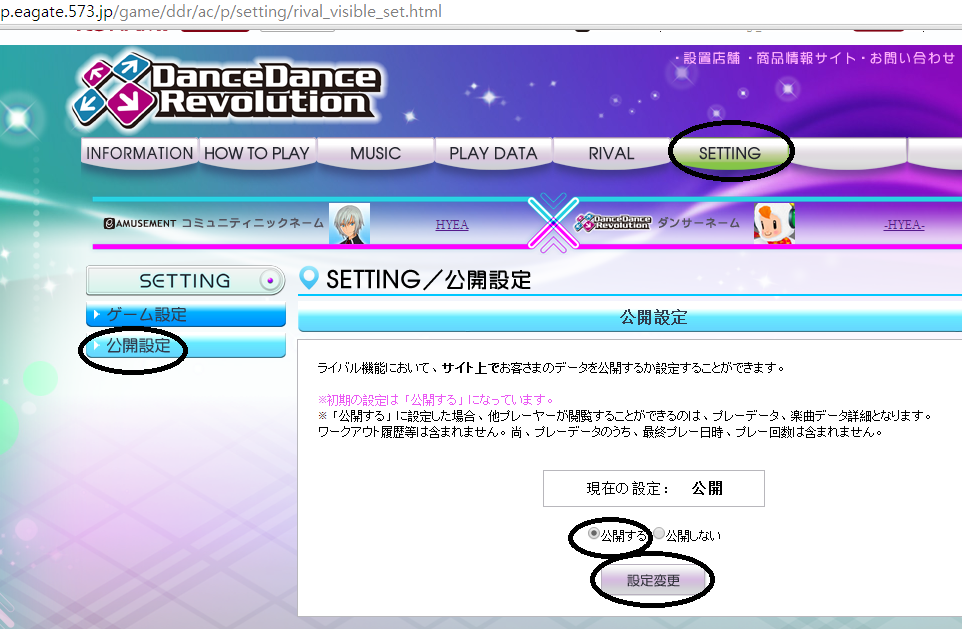 p.eagate.573.jp/game/ddr/ac/p/setting/rival_visible_set.html
・設置店舗 ・商品情報サイト・お問い合わせ
DanceDance
Revolution
INFORMATION HOW TO PLAY MUSIC PLAY DATA RIVAL SETTING
e AMUSEMENT コミュニティニックネーム HYEA DanceDance Revolution ダンサーネーム -HYEA-
SETTING
ゲーム設定
公開設定
SETTING／公開設定
公開設定
ライバル機能において、サイト上でお客さまのデータを公開するか設定することができます。
※初期の設定は「公開する」になっています。
※「公開する」に設定した場合、他プレーヤーが閲覧することができるのは、プレーデータ、楽曲データ詳細となります。
ワークアウト履歴等は含まれません。尚、プレーデータのうち、最終プレー日時、プレー回数は含まれません。
現在の設定： 公開
公開する 公開しない
設定変更